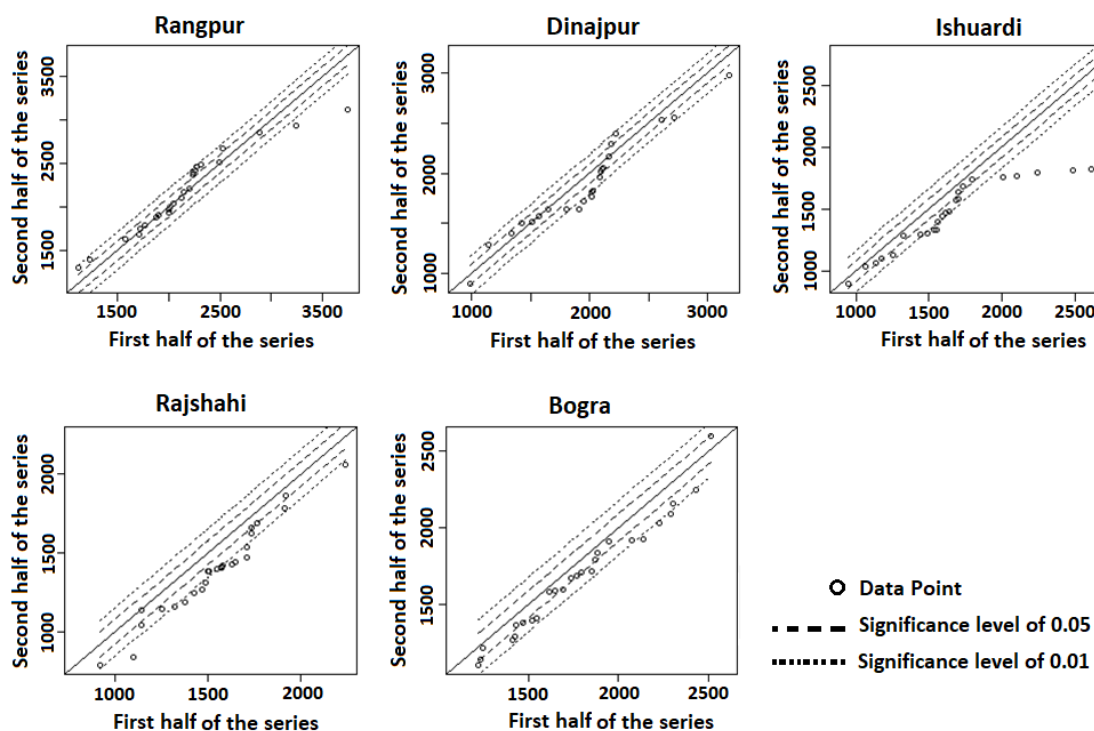 Rangpur
Second half of the series
1500
2500
3500
1500
2000
2500
3000
3500
First half of the series
Dinajpur
Second half of the series
1000
2000
3000
1000
1500
2000
2500
3000
First half of the series
Ishuardi
Second half of the series
1000
1500
2000
2500
1000
1500
2000
2500
First half of the series
Rajshahi
Second half of the series
1000
1500
2000
1000
1500
2000
First half of the series
Bogra
Second half of the series
1500
2000
2500
1500
2000
2500
First half of the series
Data Point
Significance level of 0.05
Significance level of 0.01